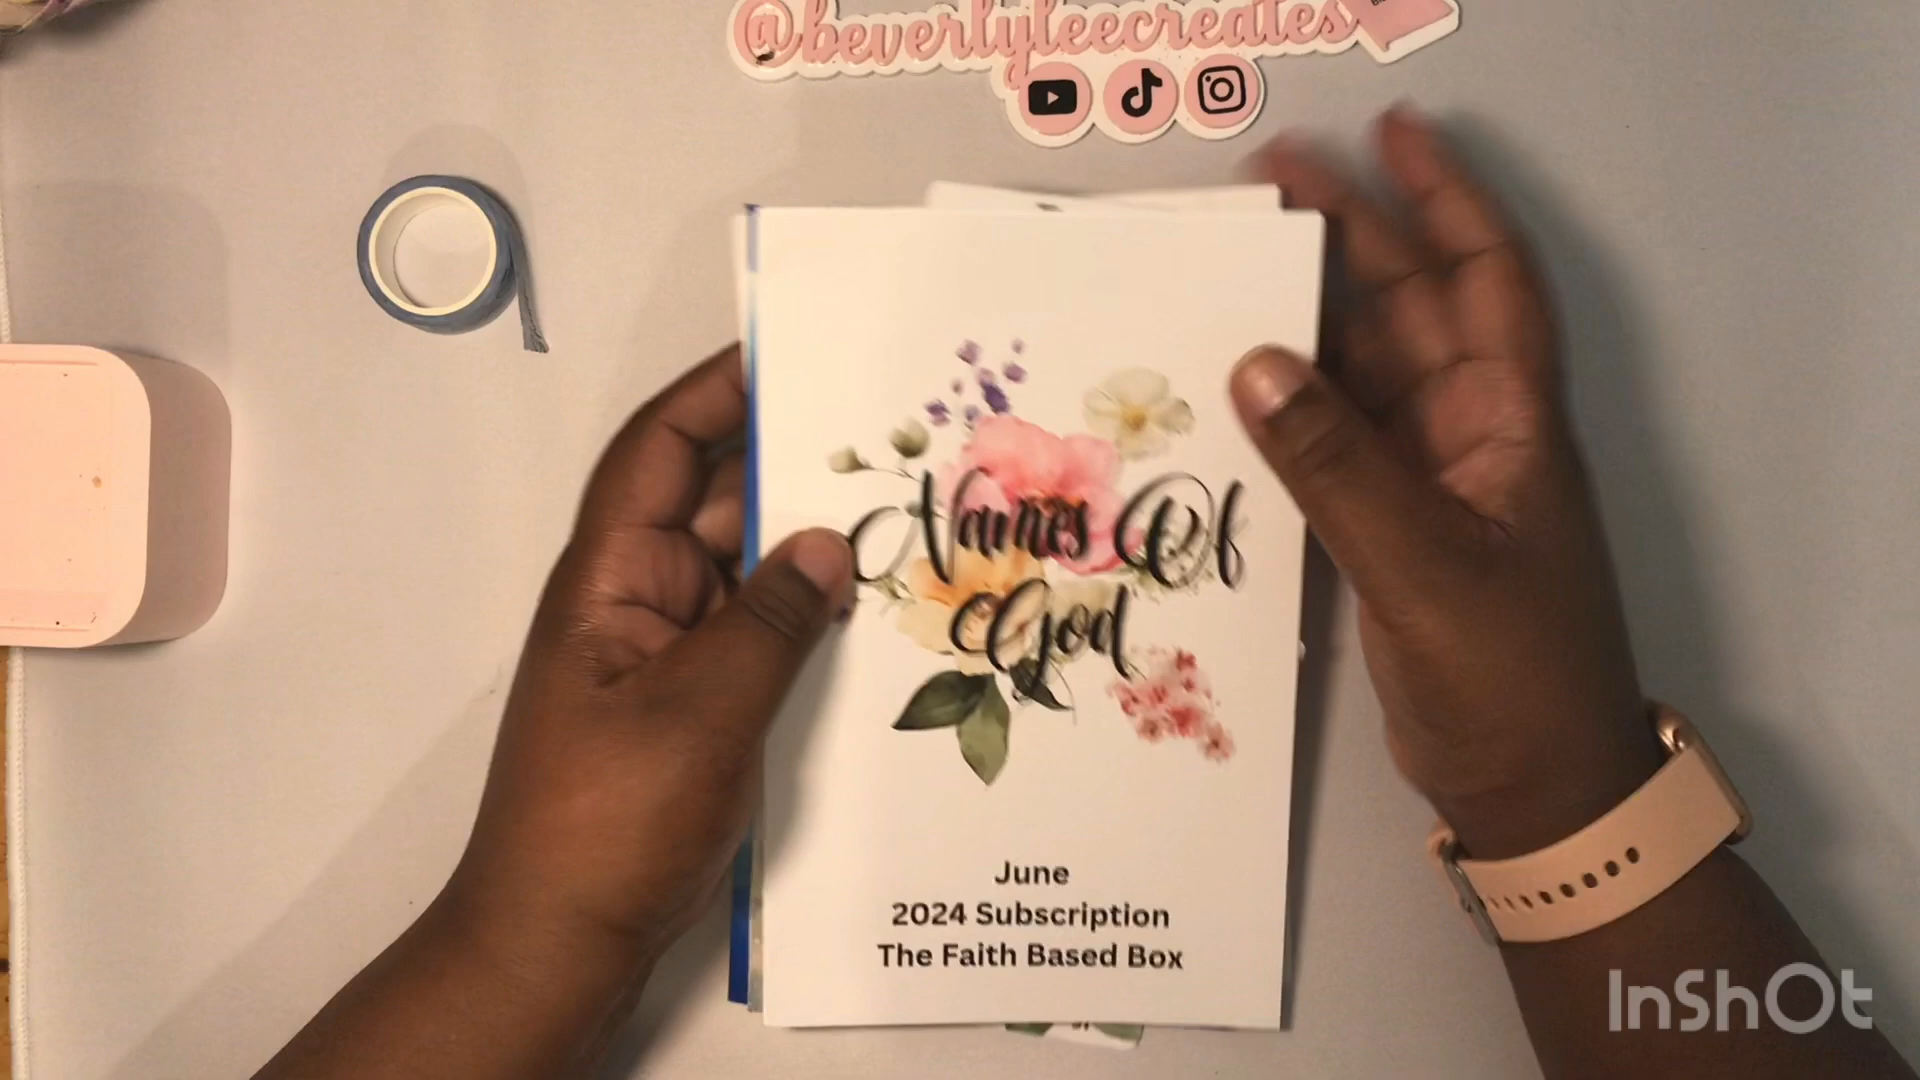 @beverlyleecreates
Names Of
God
June
2024 Subscription
The Faith Based Box
InShOt